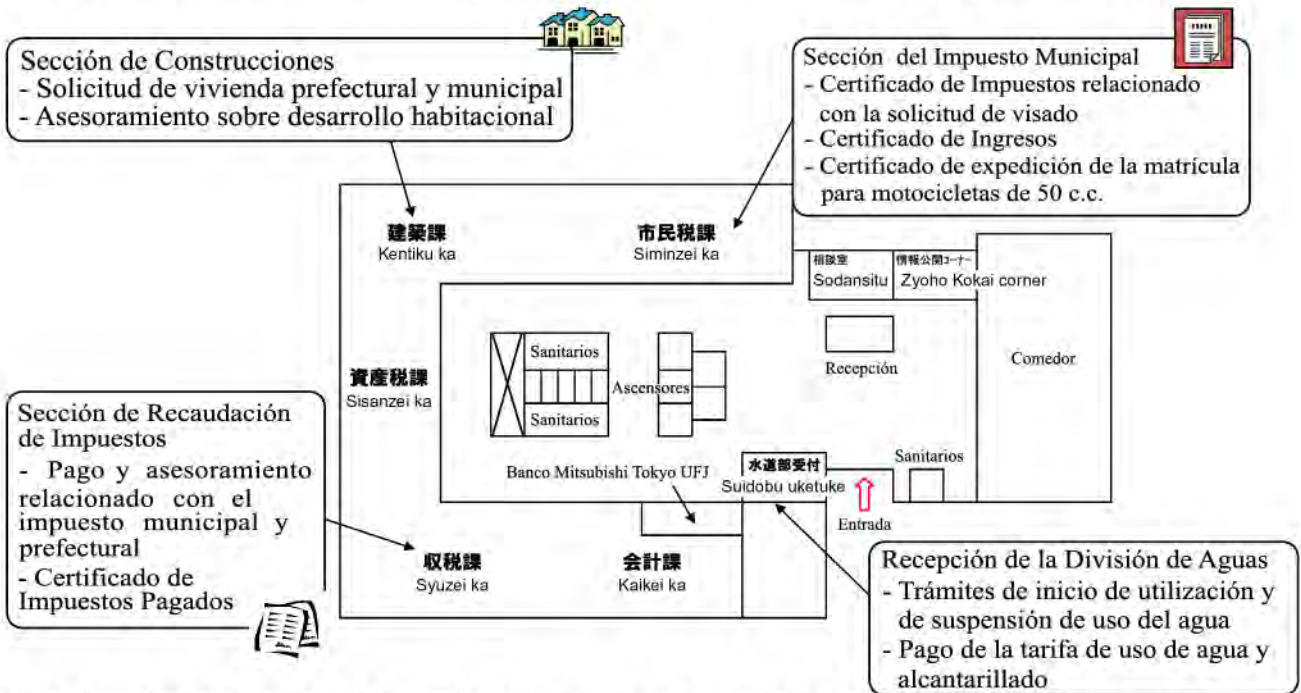 Sección de Construcciones
- Solicitud de vivienda prefectural y municipal
- Asesoramiento sobre desarrollo habitacional
Sección del Impuesto Municipal
- Certificado de Impuestos relacionado
con la solicitud de visado
- Certificado de Ingresos
- Certificado de expedición de la matrícula
para motocicletas de 50 c.c.
建築課
Kentiku ka
市民税課
Siminzei ka
相談室
Sodansitu
情報公開コーナー
Zyoho Kokai corner
Sanitarios
Sanitarios
Ascensores
Recepción
Comedor
資産税課
Sisanzei ka
Sección de Recaudación
de Impuestos
- Pago y asesoramiento
relacionado con el
impuesto municipal y
prefectural
- Certificado de
Impuestos Pagados
Banco Mitsubishi Tokyo UFJ
水道部受付
Suidobu uketuke
Sanitarios
Entrada
収税課
Syuzei ka
会計課
Kaikei ka
Recepción de la División de Aguas
- Trámites de inicio de utilización y
de suspensión de uso del agua
- Pago de la tarifa de uso de agua y
alcantarillado